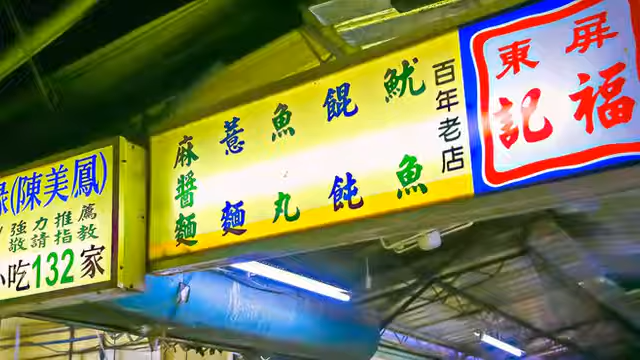 屏東
福記
百年老店
魷魚
餛飩
魚丸
薏麵
麻醬麵
(陳美鳳)
強力推薦
敬請指教
小吃132家